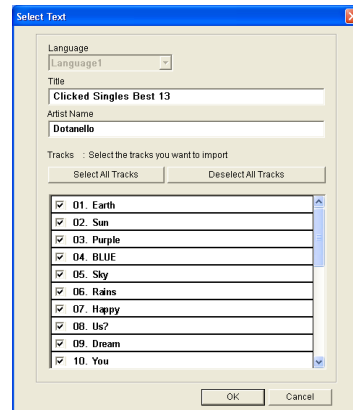 Select Text
Language
Language1
Title
Clicked Singles Best 13
Artist Name
Dotanello
Tracks : Select the tracks you want to import
Select All Tracks Deselect All Tracks
01. Earth
02. Sun
03. Purple
04. BLUE
05. Sky
06. Rains
07. Happy
08. Us?
09. Dream
10. You
OK Cancel